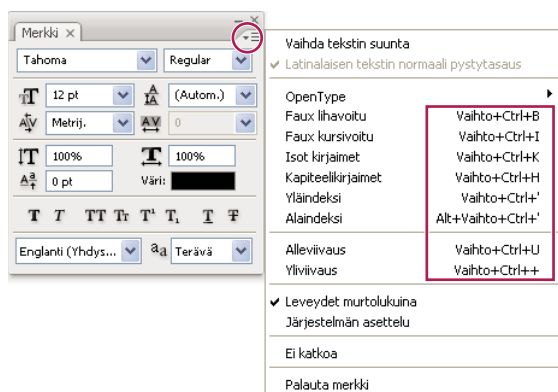 Merkki ×
Tahoma Regular
12 pt (Autom.)
Metrij. 0
100% 100%
0 pt Väri:
T T TT Tr T¹ T₁ T T
Englanti (Yhdys... aa Terävä
Vaihda tekstin suunta
Latinalaisen tekstin normaali pystytasaus
OpenType
Faux lihavoitu Vaihto+Ctrl+B
Faux kursivoitu Vaihto+Ctrl+I
Isot kirjaimet Vaihto+Ctrl+K
Kapiteelikirjaimet Vaihto+Ctrl+H
Yläindeksi Vaihto+Ctrl+'
Alaindeksi Alt+Vaihto+Ctrl+'
Alleviivaus Vaihto+Ctrl+U
Yliviivaus Vaihto+Ctrl++
Leveydet murtolukuina
Järjestelmän asettelu
Ei katkoa
Palauta merkki